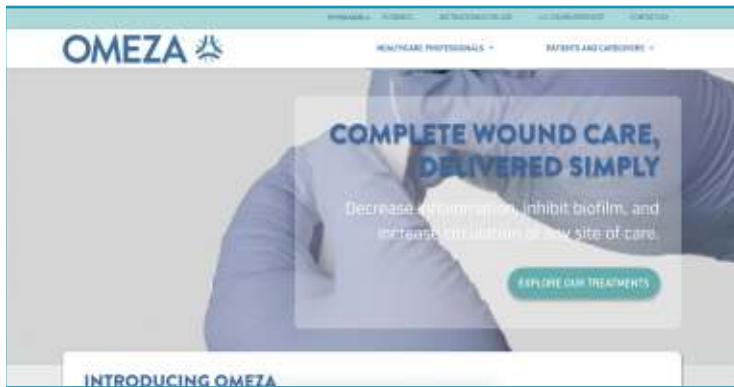 OMEZA
HEALTHCARE PROFESSIONALS
PATIENTS AND CAREGIVERS
COMPLETE WOUND CARE,
DELIVERED SIMPLY
Decrease inflammation, inhibit biofilm, and
increase circulation at any site of care.
EXPLORE OUR TREATMENTS
INTRODUCING OMEZA